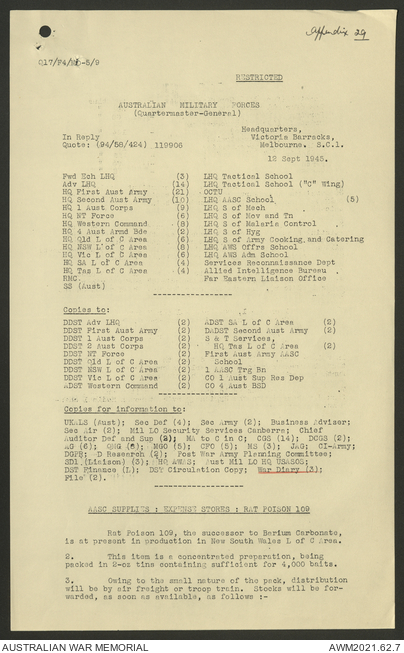 Appendix 29
RESTRICTED
AUSTRALIAN MILITARY FORCES
(Quartermaster-General)
Headquarters,
In Reply Victoria Barracks,
Quote: (94/58/424) 119906 Melbourne. S.C.1.
12 Sept 1945.
Fwd Ech LHQ (3) LHQ Tactical School
Adv LHQ (14) LHQ Tactical School ("C" Wing)
HQ First Aust Army (21) OCTU
HQ Second Aust Army (10) LHQ AASC School (5)
HQ 1 Aust Corps (9) LHQ S of Mech
HQ NT Force (6) LHQ S of Mov and Tn
HQ Western Command (8) LHQ S of Malaria Control
HQ 4 Aust Armd Bde (2) LHQ S of Hyg
HQ Qld L of C Area (6) LHQ S of Army Cooking and Catering
HQ NSW L of C Area (8) LHQ AWS Offrs School
HQ Vic L of C Area (6) LHQ AWS Adm School
HQ SA L of C Area (4) Services Reconnaissance Dept
HQ Tas L of C Area (4) Allied Intelligence Bureau
RMC. Far Eastern Liaison Office
SS (Aust)
-----------------
Copies to:
DDST Adv LHQ (2) ADST SA L of C Area (2)
DDST First Aust Army (2) DADST Second Aust Army (2)
DDST 1 Aust Corps (2) S & T Services,
DDST 2 Aust Corps (2) HQ Tas L of C Area (2)
DDST NT Force (2) First Aust Army AASC
DDST Qld L of C Area (2) School
DDST NSW L of C Area (2) 1 AASC Trg Bn
DDST Vic L of C Area (2) CO 1 Aust Sup Res Dep
ADST Western Command (2) CO 4 Aust BSD
-----------------
Copies for information to:
UKALS (Aust); Sec Def (4); Sec Army (2); Business Adviser;
Sec Air (2); Mil LO Security Services Canberra; Chief
Auditor Def and Sup (2); MA to C in C; CGS (14); DCGS (2);
AG (6); QMG (5); MGO (5); CFO (5); MS (3); JAG; CI-Army;
DGPB; D Research (2); Post War Army Planning Committee;
SD1 (Liaison) (3); HQ AWAS; Aust Mil LO HQ USASOS;
DST Finance (1); DST Circulation Copy; War Diary (3);
File (2).
-----------------
AASC SUPPLIES : EXPENSE STORES : RAT POISON 109
Rat Poison 109, the successor to Barium Carbonate,
is at present in production in New South Wales L of C Area.
2. This item is a concentrated preparation, being
packed in 2-oz tins containing sufficient for 4,000 baits.
3. Owing to the small nature of the pack, distribution
will be by air freight or troop train. Stocks will be for-
warded, as soon as available, as follows :-
AUSTRALIAN WAR MEMORIAL AWM2021.62.7